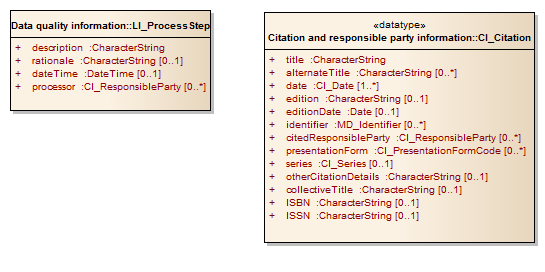 Data quality information::LI_ProcessStep
+ description :CharacterString
+ rationale :CharacterString [0..1]
+ dateTime :DateTime [0..1]
+ processor :CI_ResponsibleParty [0..*]
«datatype»
Citation and responsible party information::CI_Citation
+ title :CharacterString
+ alternateTitle :CharacterString [0..*]
+ date :CI_Date [1..*]
+ edition :CharacterString [0..1]
+ editionDate :Date [0..1]
+ identifier :MD_Identifier [0..*]
+ citedResponsibleParty :CI_ResponsibleParty [0..*]
+ presentationForm :CI_PresentationFormCode [0..*]
+ series :CI_Series [0..1]
+ otherCitationDetails :CharacterString [0..1]
+ collectiveTitle :CharacterString [0..1]
+ ISBN :CharacterString [0..1]
+ ISSN :CharacterString [0..1]